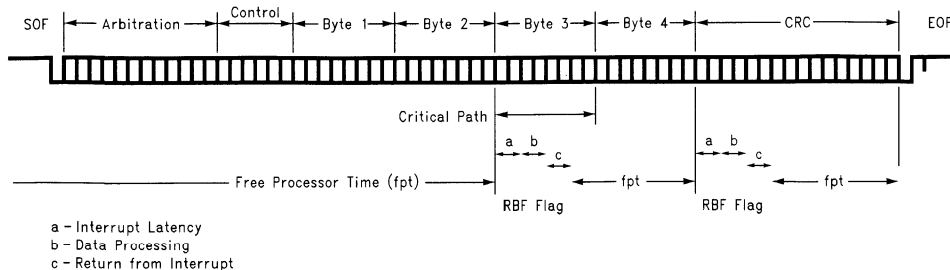 SOF Arbitration Control Byte 1 Byte 2 Byte 3 Byte 4 CRC EOF
Critical Path
a b a b
c c
Free Processor Time (fpt) fpt fpt
RBF Flag RBF Flag
a – Interrupt Latency
b – Data Processing
c – Return from Interrupt